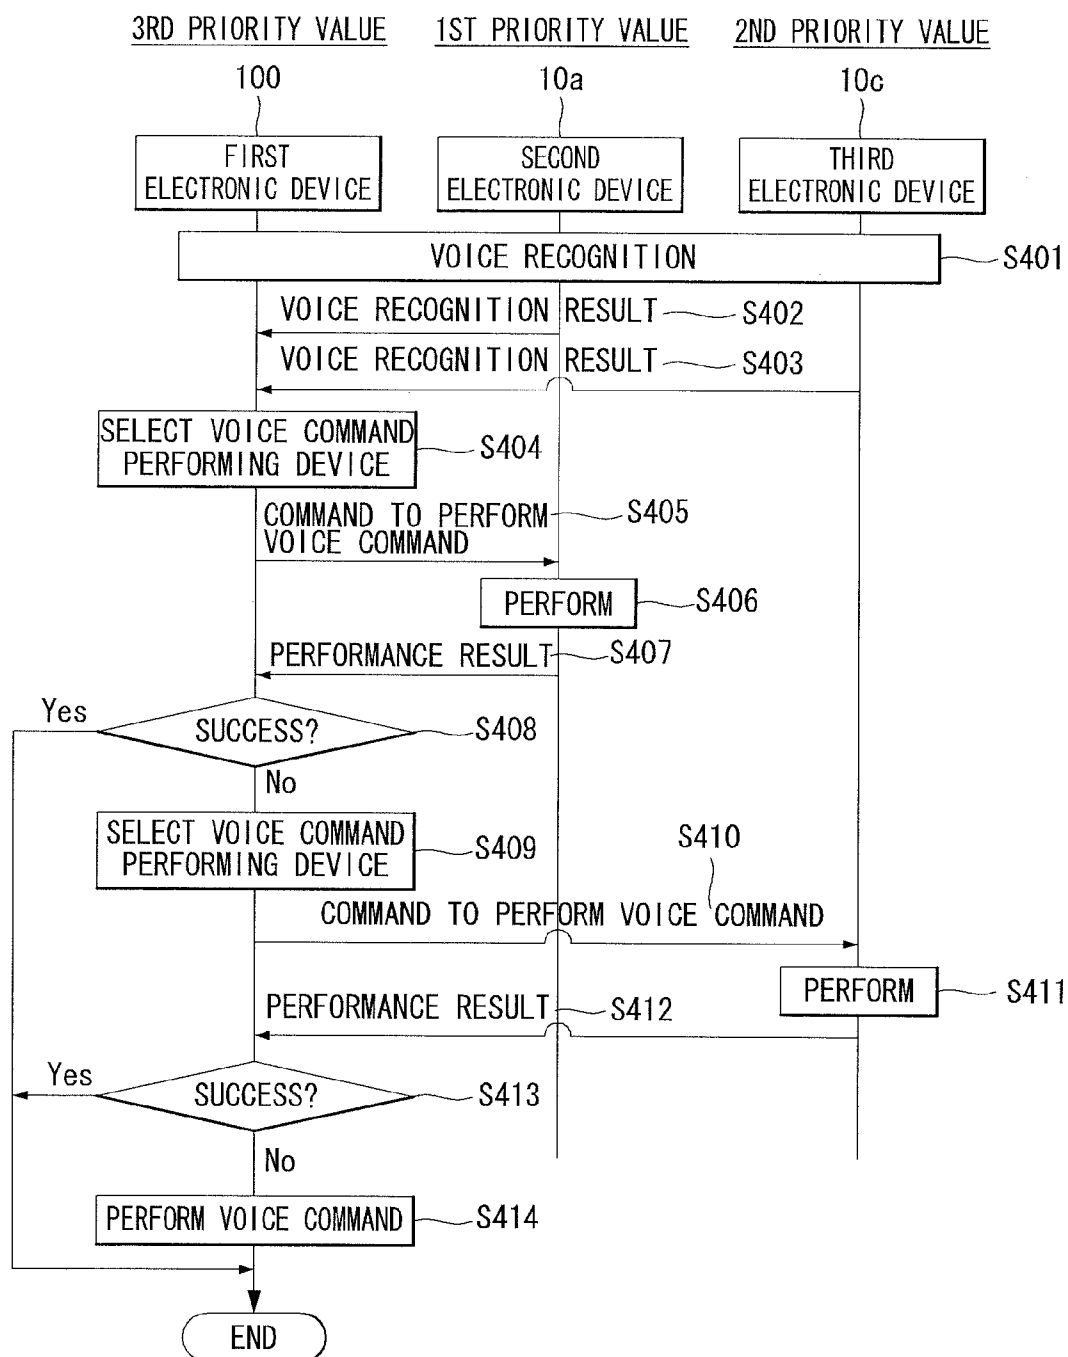 3RD PRIORITY VALUE
1ST PRIORITY VALUE
2ND PRIORITY VALUE
100
10a
10c
FIRST
ELECTRONIC DEVICE
SECOND
ELECTRONIC DEVICE
THIRD
ELECTRONIC DEVICE
VOICE RECOGNITION
S401
VOICE RECOGNITION RESULT
S402
VOICE RECOGNITION RESULT
S403
SELECT VOICE COMMAND
PERFORMING DEVICE
S404
COMMAND TO PERFORM
VOICE COMMAND
S405
PERFORM
S406
PERFORMANCE RESULT
S407
Yes
SUCCESS?
S408
No
SELECT VOICE COMMAND
PERFORMING DEVICE
S409
S410
COMMAND TO PERFORM VOICE COMMAND
PERFORM
S411
PERFORMANCE RESULT
S412
Yes
SUCCESS?
S413
No
PERFORM VOICE COMMAND
S414
END